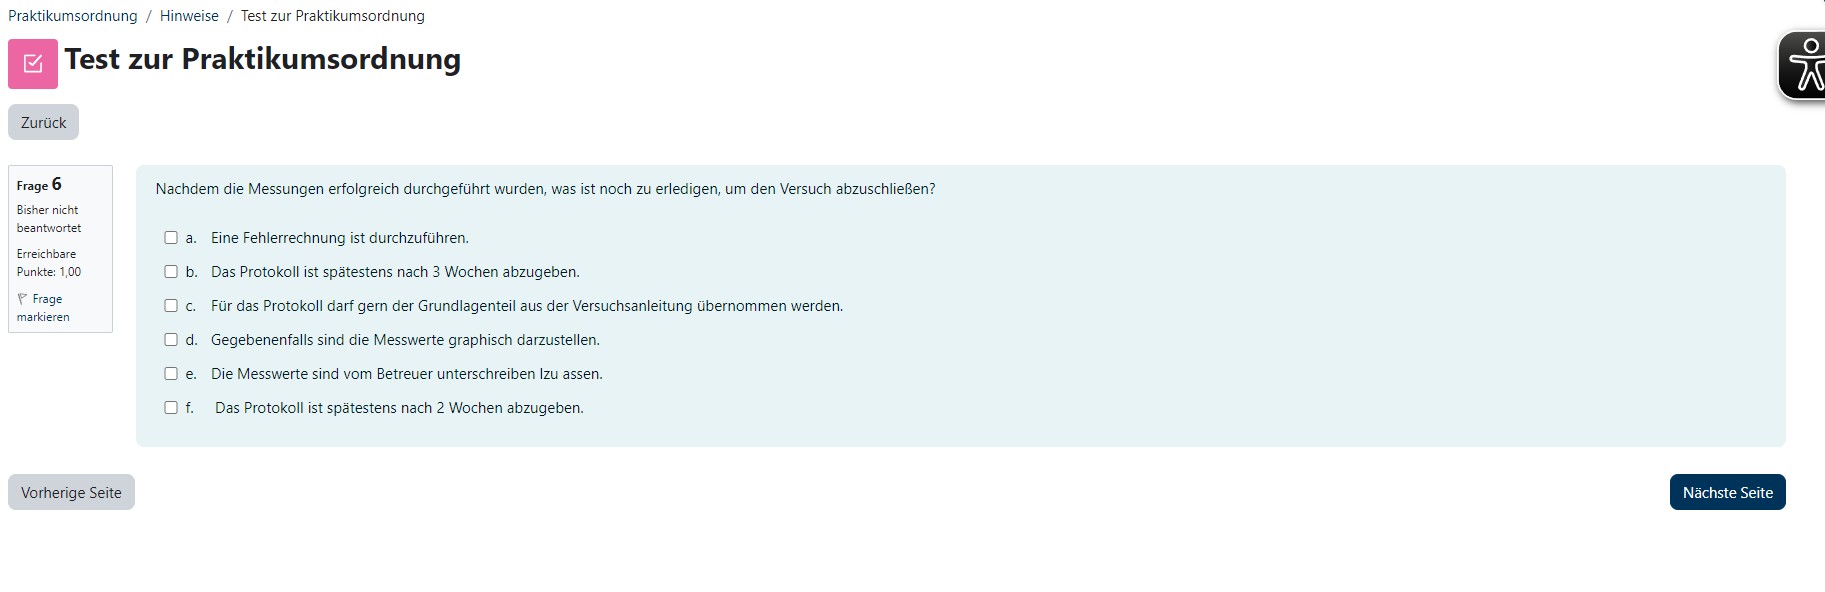 Praktikumsordnung / Hinweise / Test zur Praktikumsordnung
Test zur Praktikumsordnung
Zurück
Frage 6
Bisher nicht
beantwortet
Erreichbare
Punkte: 1,00
Frage
markieren
Nachdem die Messungen erfolgreich durchgeführt wurden, was ist noch zu erledigen, um den Versuch abzuschließen?
a. Eine Fehlerrechnung ist durchzuführen.
b. Das Protokoll ist spätestens nach 3 Wochen abzugeben.
c. Für das Protokoll darf gern der Grundlagenteil aus der Versuchsanleitung übernommen werden.
d. Gegebenenfalls sind die Messwerte graphisch darzustellen.
e. Die Messwerte sind vom Betreuer unterschreiben lzu assen.
f. Das Protokoll ist spätestens nach 2 Wochen abzugeben.
Vorherige Seite
Nächste Seite